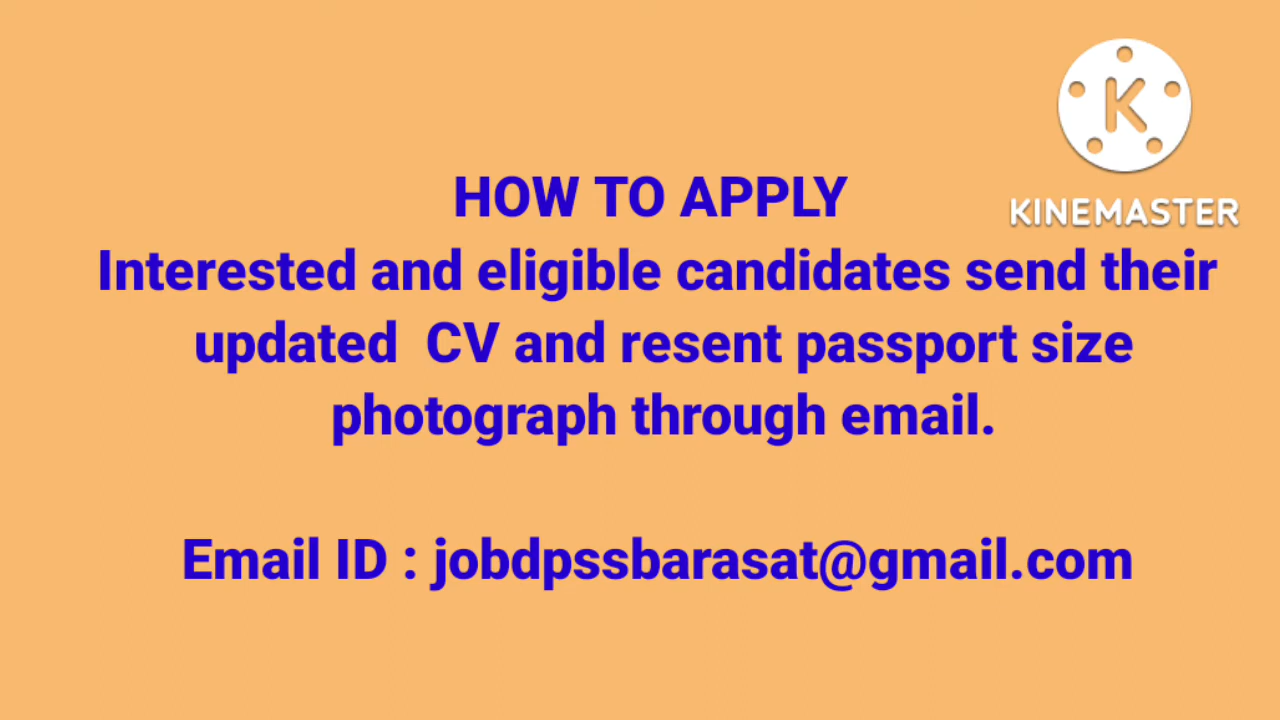 K
KINEMASTER
HOW TO APPLY
Interested and eligible candidates send their
updated CV and resent passport size
photograph through email.
Email ID : jobdpssbarasat@gmail.com